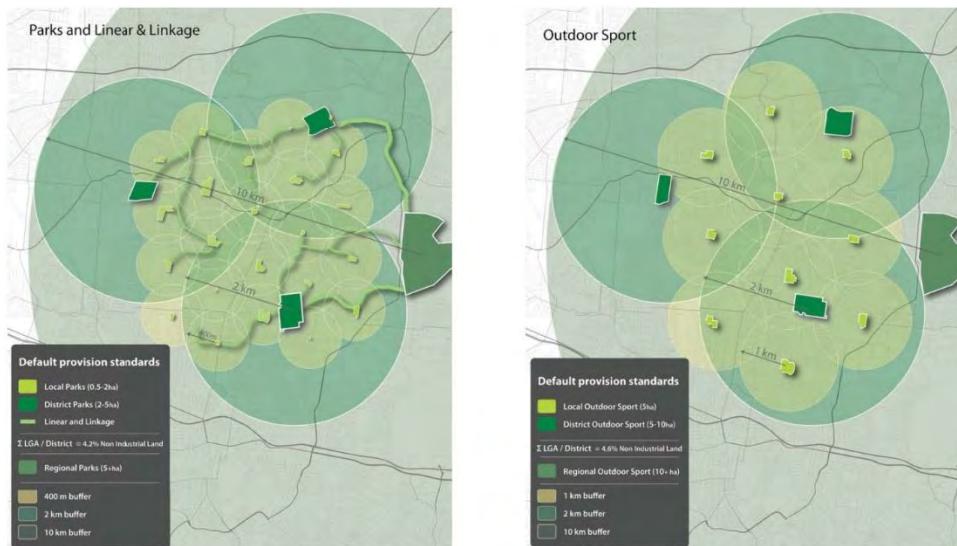 Parks and Linear & Linkage
10 km
2 km
400m
Default provision standards
Local Parks (0.5-2ha)
District Parks (2-5ha)
Linear and Linkage
Σ LGA / District = 4.2% Non Industrial Land
Regional Parks (5+ha)
400 m buffer
2 km buffer
10 km buffer
Outdoor Sport
10 km
2 km
1 km
Default provision standards
Local Outdoor Sport (5ha)
District Outdoor Sport (5-10ha)
Σ LGA / District = 4.6% Non Industrial Land
Regional Outdoor Sport (10+ ha)
1 km buffer
2 km buffer
10 km buffer